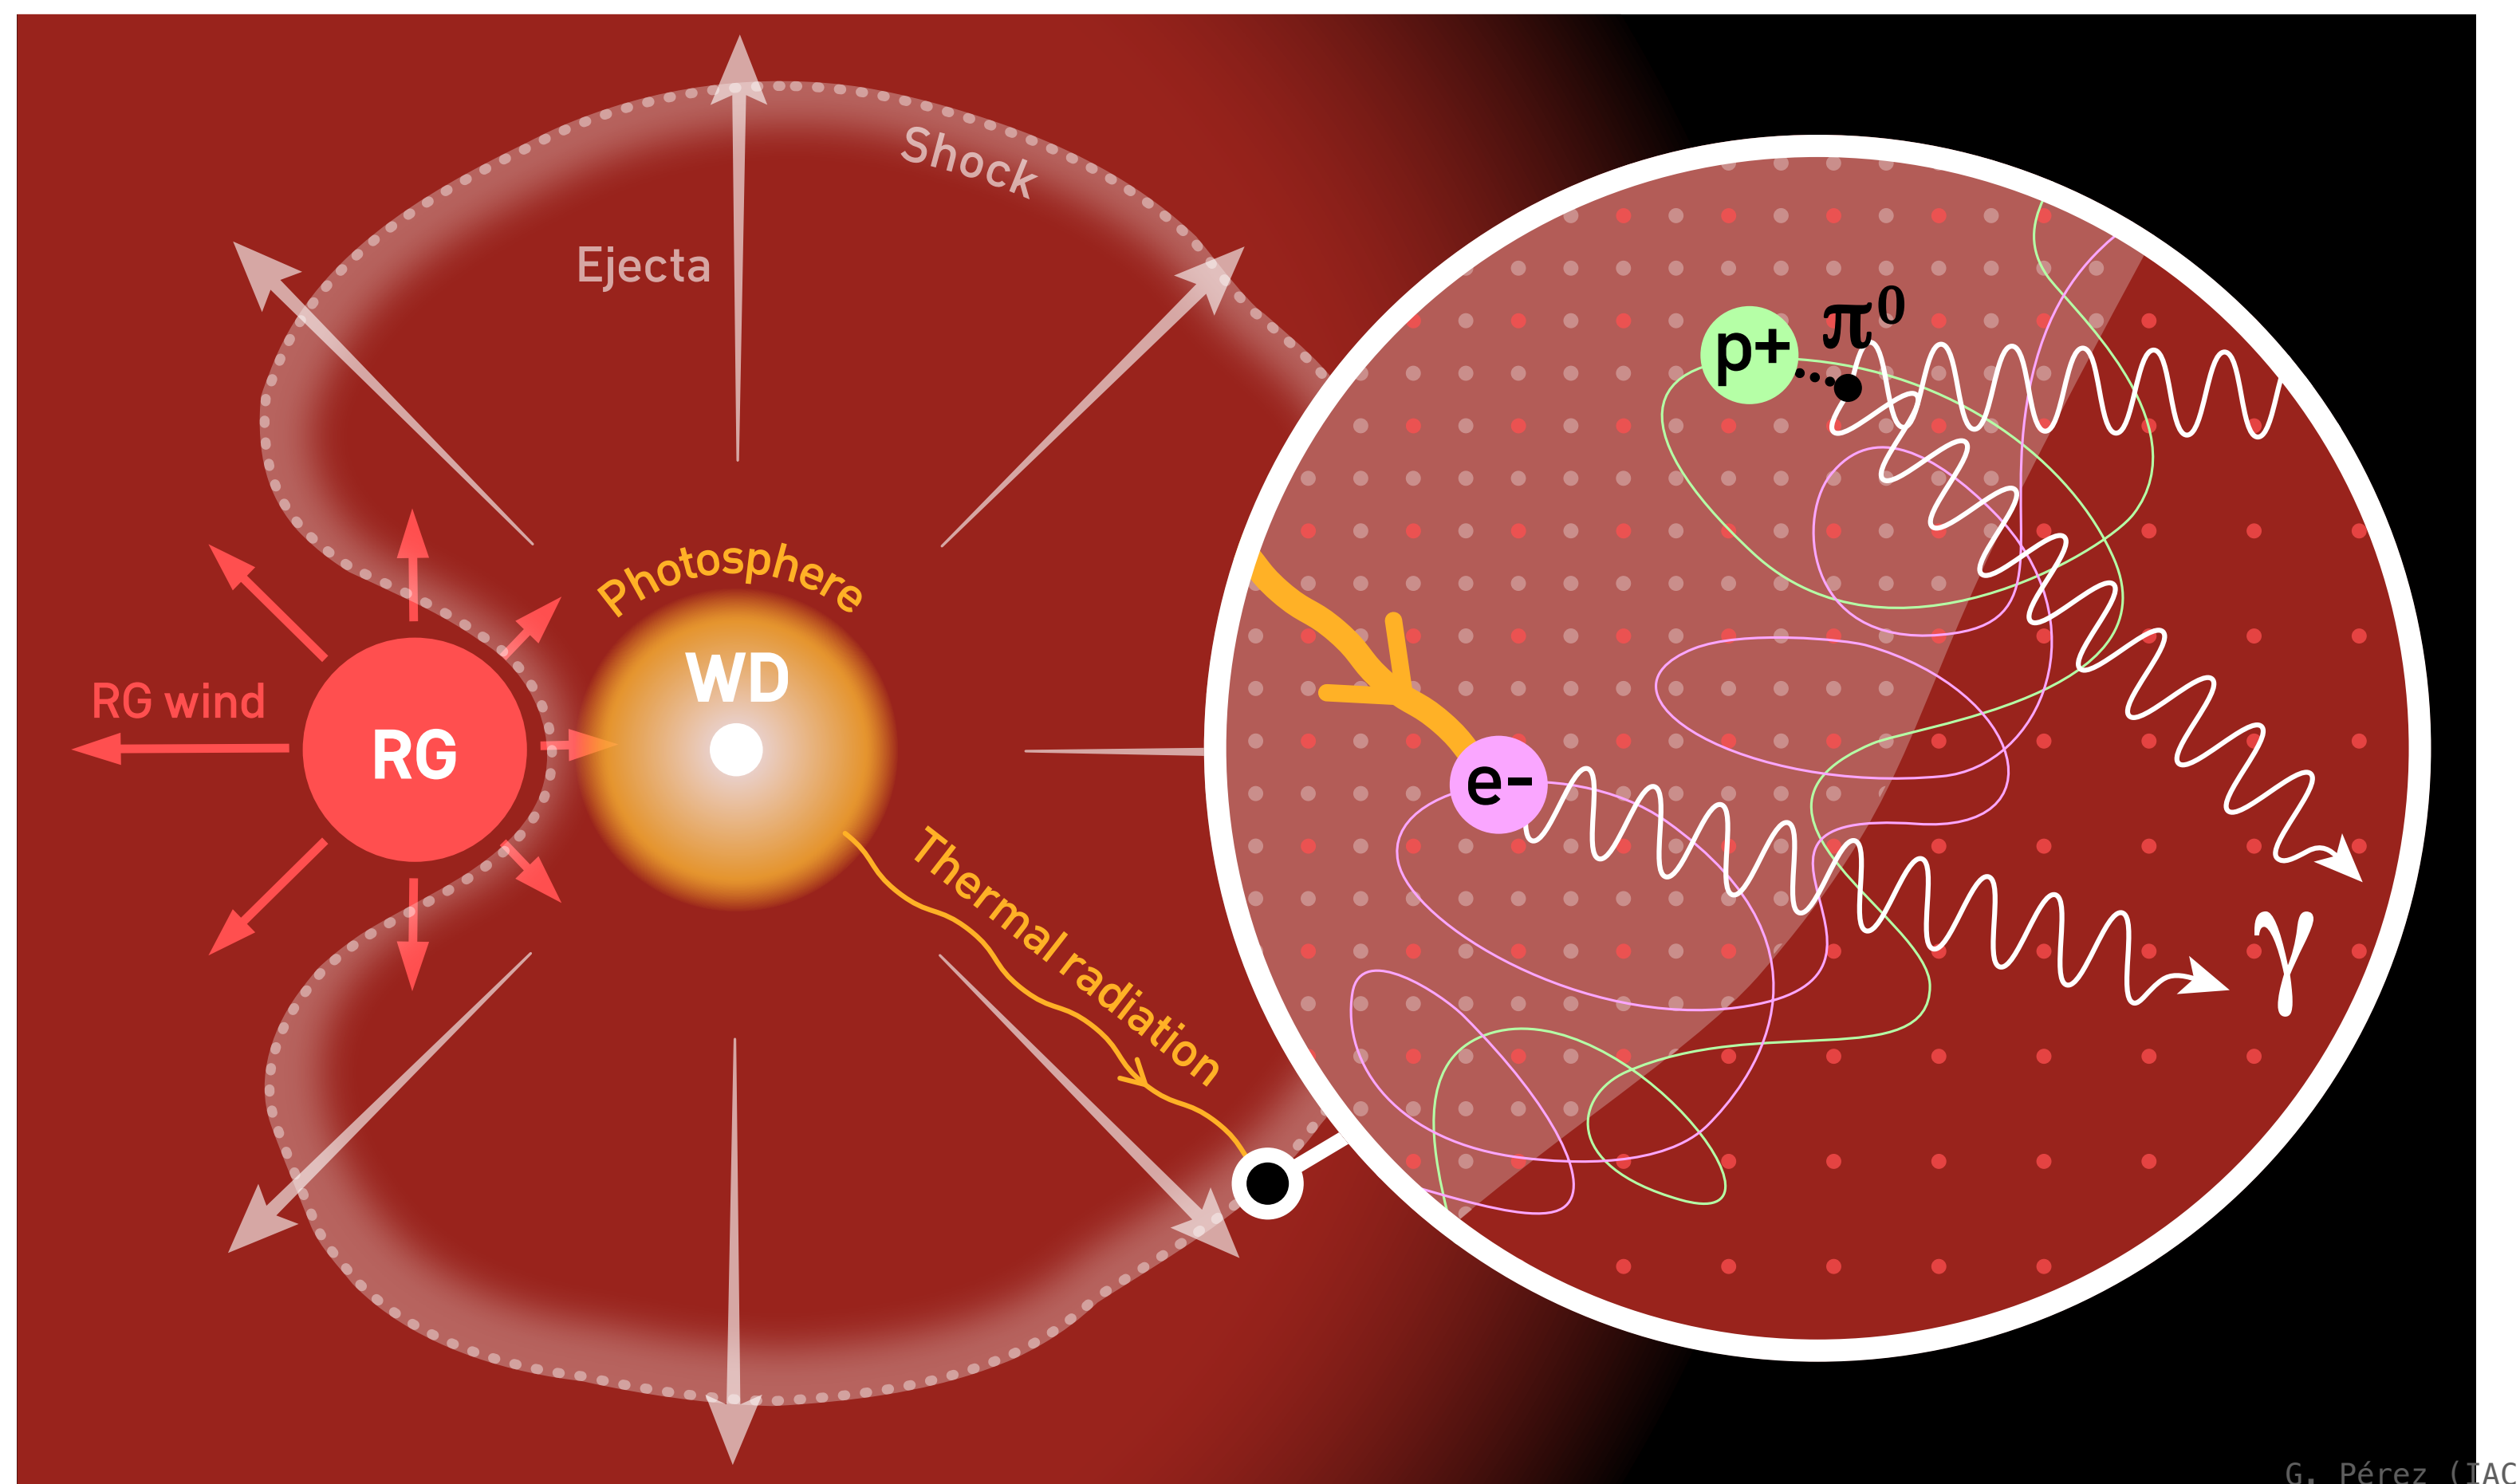 Shock
Ejecta
π⁰
p+
Photosphere
WD
RG wind
RG
e-
Thermal radiation
γ
G. Pérez (IAC